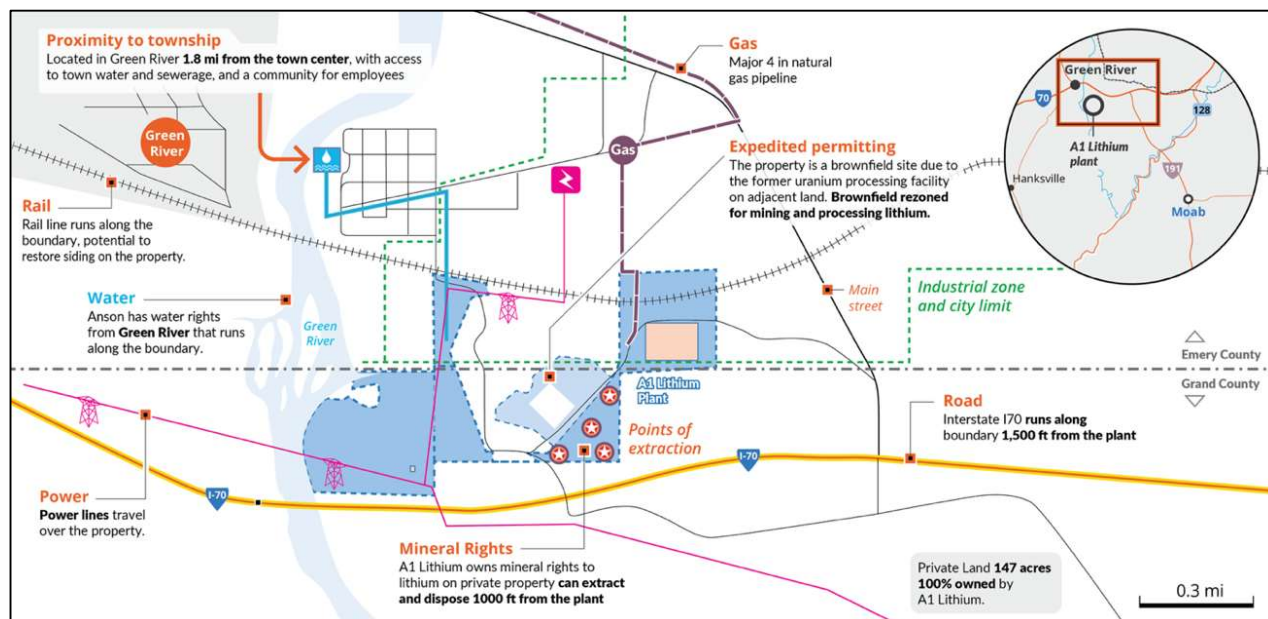 Proximity to township
Located in Green River 1.8 mi from the town center, with access
to town water and sewerage, and a community for employees
Green
River
Rail
Rail line runs along the
boundary, potential to
restore siding on the property.
Water
Anson has water rights
from Green River that runs
along the boundary.
Green
River
Gas
Major 4 in natural
gas pipeline
Gas
Expedited permitting
The property is a brownfield site due to
the former uranium processing facility
on adjacent land. Brownfield rezoned
for mining and processing lithium.
Green River
70
128
A1 Lithium
plant
191
Hanksville
Moab
Main
street
Industrial zone
and city limit
Emery County
Grand County
A1 Lithium
Plant
Points of
extraction
Road
Interstate I70 runs along
boundary 1,500 ft from the plant
I-70
I-70
Power
Power lines travel
over the property.
Mineral Rights
A1 Lithium owns mineral rights to
lithium on private property can extract
and dispose 1000 ft from the plant
Private Land 147 acres
100% owned by
A1 Lithium.
0.3 mi